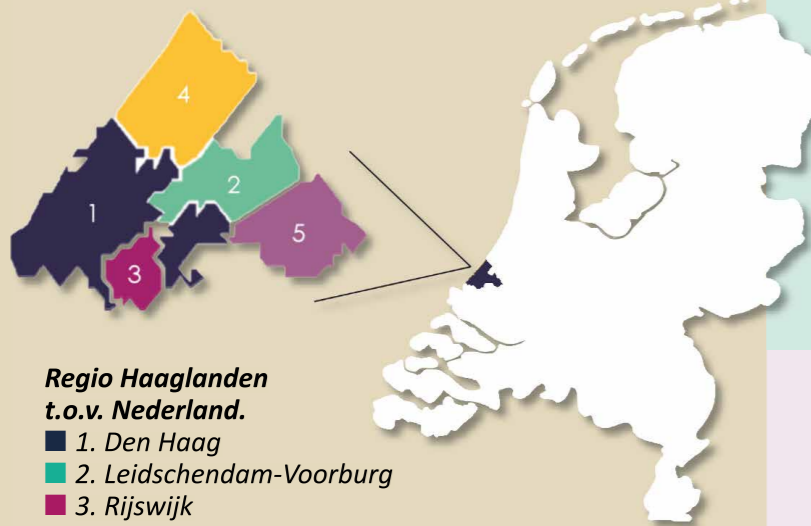 4
2
1
5
3
Regio Haaglanden
t.o.v. Nederland.
1. Den Haag
2. Leidschendam-Voorburg
3. Rijswijk